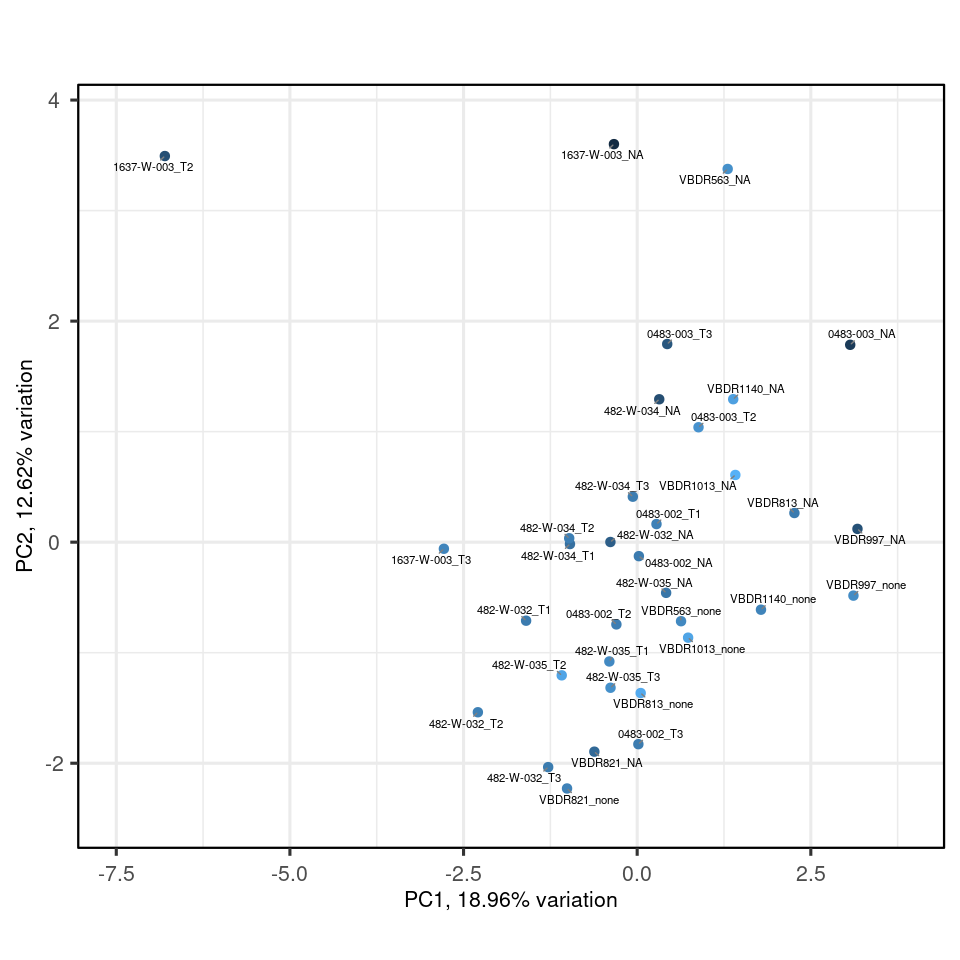 4
1637-W-003_NA
1637-W-003_T2
VBDR563_NA
2
0483-003_T3
0483-003_NA
VBDR1140_NA
482-W-034_NA
0483-003_T2
482-W-034_T3
VBDR1013_NA
VBDR813_NA
0483-002_T1
482-W-034_T2
482-W-032_NA
VBDR997_NA
0
482-W-034_T1
1637-W-003_T3
0483-002_NA
482-W-035_NA
VBDR997_none
VBDR1140_none
482-W-032_T1
0483-002_T2
VBDR563_none
482-W-035_T1
VBDR1013_none
482-W-035_T2
482-W-035_T3
VBDR813_none
482-W-032_T2
0483-002_T3
-2
VBDR821_NA
482-W-032_T3
VBDR821_none
-7.5
-5.0
-2.5
0.0
2.5
PC1, 18.96% variation
PC2, 12.62% variation